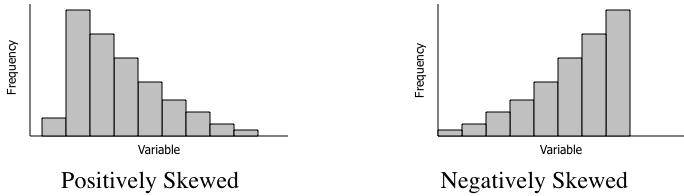 Frequency
Variable
Positively Skewed
Frequency
Variable
Negatively Skewed